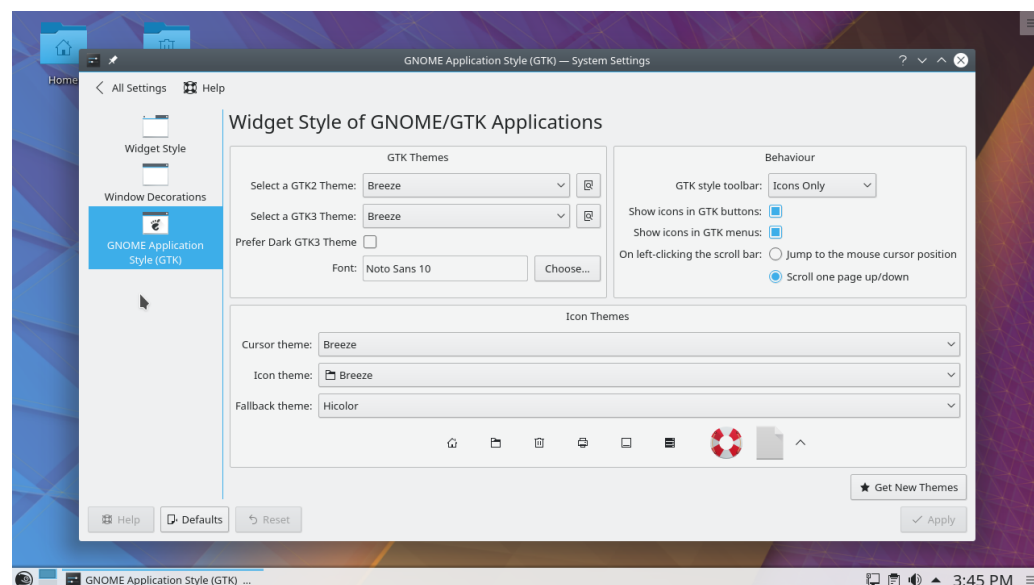 Home
GNOME Application Style (GTK) — System Settings
All Settings
Help
Widget Style
Window Decorations
GNOME Application
Style (GTK)
Widget Style of GNOME/GTK Applications
GTK Themes
Select a GTK2 Theme: Breeze
Select a GTK3 Theme: Breeze
Prefer Dark GTK3 Theme
Font: Noto Sans 10 Choose...
Behaviour
GTK style toolbar: Icons Only
Show icons in GTK buttons:
Show icons in GTK menus:
On left-clicking the scroll bar: Jump to the mouse cursor position
Scroll one page up/down
Icon Themes
Cursor theme: Breeze
Icon theme: Breeze
Fallback theme: Hicolor
Get New Themes
Help Defaults Reset Apply
GNOME Application Style (GTK) ...
3:45 PM